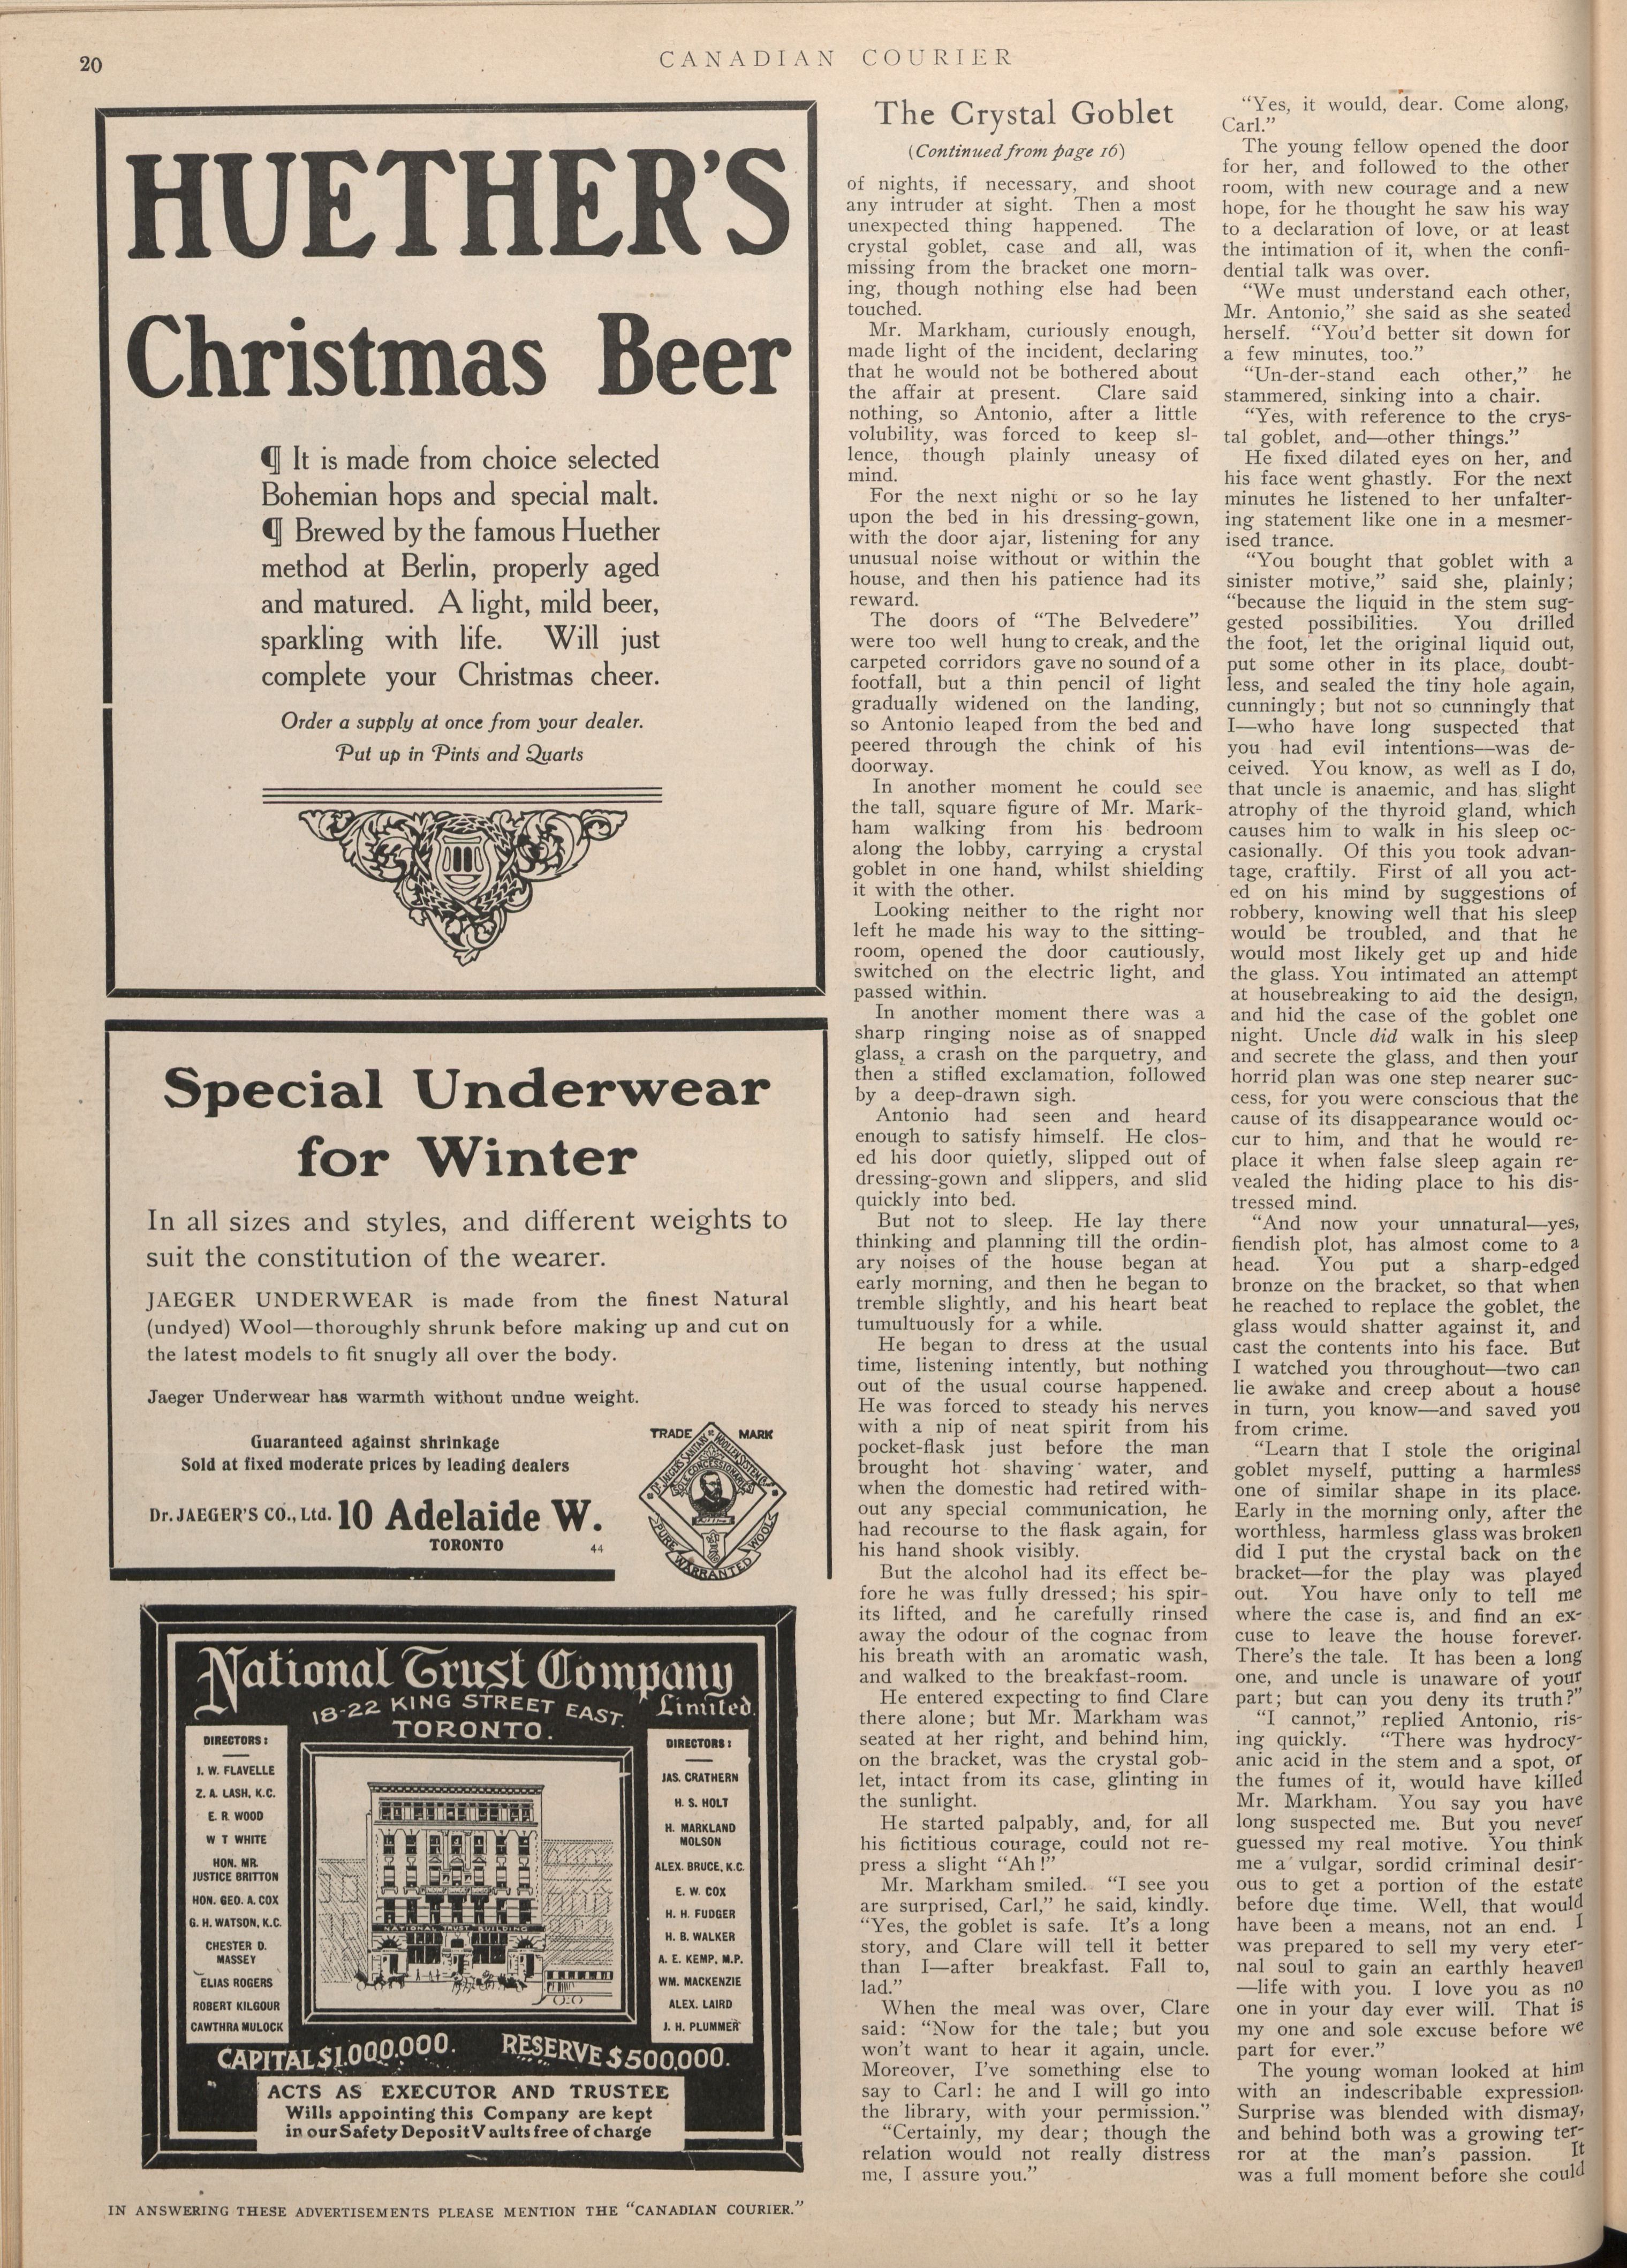 20
CANADIAN COURIER
HUETHER'S
Christmas Beer
¶ It is made from choice selected
Bohemian hops and special malt.
¶ Brewed by the famous Huether
method at Berlin, properly aged
and matured. A light, mild beer,
sparkling with life. Will just
complete your Christmas cheer.
Order a supply at once from your dealer.
Put up in Pints and Quarts
Special Underwear
for Winter
In all sizes and styles, and different weights to
suit the constitution of the wearer.
JAEGER UNDERWEAR is made from the finest Natural
(undyed) Wool—thoroughly shrunk before making up and cut on
the latest models to fit snugly all over the body.
Jaeger Underwear has warmth without undue weight.
Guaranteed against shrinkage
Sold at fixed moderate prices by leading dealers
Dr. JAEGER'S CO., Ltd. 10 Adelaide W.
TORONTO
44
TRADE MARK
PURE WARRANTED WOOL
National Trust Company
Limited.
18-22 KING STREET EAST.
TORONTO.
DIRECTORS:
J. W. FLAVELLE
Z. A. LASH, K.C.
E. R. WOOD
W T WHITE
HON. MR.
JUSTICE BRITTON
HON. GEO. A. COX
G. H. WATSON, K.C.
CHESTER D.
MASSEY
ELIAS ROGERS
ROBERT KILGOUR
CAWTHRA MULOCK
NATIONAL TRUST BUILDING
DIRECTORS:
JAS. CRATHERN
H. S. HOLT
H. MARKLAND
MOLSON
ALEX. BRUCE, K.C.
E. W. COX
H. H. FUDGER
H. B. WALKER
A. E. KEMP, M.P.
WM. MACKENZIE
ALEX. LAIRD
J. H. PLUMMER
CAPITAL $1.000.000. RESERVE $500,000.
ACTS AS EXECUTOR AND TRUSTEE
Wills appointing this Company are kept
in our Safety Deposit Vaults free of charge
IN ANSWERING THESE ADVERTISEMENTS PLEASE MENTION THE "CANADIAN COURIER."
The Crystal Goblet
(Continued from page 16)
of nights, if necessary, and shoot
any intruder at sight. Then a most
unexpected thing happened. The
crystal goblet, case and all, was
missing from the bracket one morn-
ing, though nothing else had been
touched.
Mr. Markham, curiously enough,
made light of the incident, declaring
that he would not be bothered about
the affair at present. Clare said
nothing, so Antonio, after a little
volubility, was forced to keep sl-
lence, though plainly uneasy of
mind.
For the next night or so he lay
upon the bed in his dressing-gown,
with the door ajar, listening for any
unusual noise without or within the
house, and then his patience had its
reward.
The doors of "The Belvedere"
were too well hung to creak, and the
carpeted corridors gave no sound of a
footfall, but a thin pencil of light
gradually widened on the landing,
so Antonio leaped from the bed and
peered through the chink of his
doorway.
In another moment he could see
the tall, square figure of Mr. Mark-
ham walking from his bedroom
along the lobby, carrying a crystal
goblet in one hand, whilst shielding
it with the other.
Looking neither to the right nor
left he made his way to the sitting-
room, opened the door cautiously,
switched on the electric light, and
passed within.
In another moment there was a
sharp ringing noise as of snapped
glass, a crash on the parquetry, and
then a stifled exclamation, followed
by a deep-drawn sigh.
Antonio had seen and heard
enough to satisfy himself. He clos-
ed his door quietly, slipped out of
dressing-gown and slippers, and slid
quickly into bed.
But not to sleep. He lay there
thinking and planning till the ordin-
ary noises of the house began at
early morning, and then he began to
tremble slightly, and his heart beat
tumultuously for a while.
He began to dress at the usual
time, listening intently, but nothing
out of the usual course happened.
He was forced to steady his nerves
with a nip of neat spirit from his
pocket-flask just before the man
brought hot shaving water, and
when the domestic had retired with-
out any special communication, he
had recourse to the flask again, for
his hand shook visibly.
But the alcohol had its effect be-
fore he was fully dressed; his spir-
its lifted, and he carefully rinsed
away the odour of the cognac from
his breath with an aromatic wash,
and walked to the breakfast-room.
He entered expecting to find Clare
there alone; but Mr. Markham was
seated at her right, and behind him,
on the bracket, was the crystal gob-
let, intact from its case, glinting in
the sunlight.
He started palpably, and, for all
his fictitious courage, could not re-
press a slight "Ah!"
Mr. Markham smiled. "I see you
are surprised, Carl," he said, kindly.
"Yes, the goblet is safe. It's a long
story, and Clare will tell it better
than I—after breakfast. Fall to,
lad."
When the meal was over, Clare
said: "Now for the tale; but you
won't want to hear it again, uncle.
Moreover, I've something else to
say to Carl: he and I will go into
the library, with your permission."
"Certainly, my dear; though the
relation would not really distress
me, I assure you."
"Yes, it would, dear. Come along,
Carl."
The young fellow opened the door
for her, and followed to the other
room, with new courage and a new
hope, for he thought he saw his way
to a declaration of love, or at least
the intimation of it, when the confi-
dential talk was over.
"We must understand each other,
Mr. Antonio," she said as she seated
herself. "You'd better sit down for
a few minutes, too."
"Un-der-stand each other," he
stammered, sinking into a chair.
"Yes, with reference to the crys-
tal goblet, and—other things."
He fixed dilated eyes on her, and
his face went ghastly. For the next
minutes he listened to her unfalter-
ing statement like one in a mesmer-
ised trance.
"You bought that goblet with a
sinister motive," said she, plainly;
"because the liquid in the stem sug-
gested possibilities. You drilled
the foot, let the original liquid out,
put some other in its place, doubt-
less, and sealed the tiny hole again,
cunningly; but not so cunningly that
I—who have long suspected that
you had evil intentions—was de-
ceived. You know, as well as I do,
that uncle is anaemic, and has slight
atrophy of the thyroid gland, which
causes him to walk in his sleep oc-
casionally. Of this you took advan-
tage, craftily. First of all you act-
ed on his mind by suggestions of
robbery, knowing well that his sleep
would be troubled, and that he
would most likely get up and hide
the glass. You intimated an attempt
at housebreaking to aid the design,
and hid the case of the goblet one
night. Uncle did walk in his sleep
and secrete the glass, and then your
horrid plan was one step nearer suc-
cess, for you were conscious that the
cause of its disappearance would oc-
cur to him, and that he would re-
place it when false sleep again re-
vealed the hiding place to his dis-
tressed mind.
"And now your unnatural—yes,
fiendish plot, has almost come to a
head. You put a sharp-edged
bronze on the bracket, so that when
he reached to replace the goblet, the
glass would shatter against it, and
cast the contents into his face. But
I watched you throughout—two can
lie awake and creep about a house
in turn, you know—and saved you
from crime.
"Learn that I stole the original
goblet myself, putting a harmless
one of similar shape in its place.
Early in the morning only, after the
worthless, harmless glass was broken
did I put the crystal back on the
bracket—for the play was played
out. You have only to tell me
where the case is, and find an ex-
cuse to leave the house forever.
There's the tale. It has been a long
one, and uncle is unaware of your
part; but can you deny its truth?"
"I cannot," replied Antonio, ris-
ing quickly. "There was hydrocy-
anic acid in the stem and a spot, or
the fumes of it, would have killed
Mr. Markham. You say you have
long suspected me. But you never
guessed my real motive. You think
me a vulgar, sordid criminal desir-
ous to get a portion of the estate
before due time. Well, that would
have been a means, not an end. I
was prepared to sell my very eter-
nal soul to gain an earthly heaven
—life with you. I love you as no
one in your day ever will. That is
my one and sole excuse before we
part for ever."
The young woman looked at him
with an indescribable expression.
Surprise was blended with dismay,
and behind both was a growing ter-
ror at the man's passion. It
was a full moment before she could